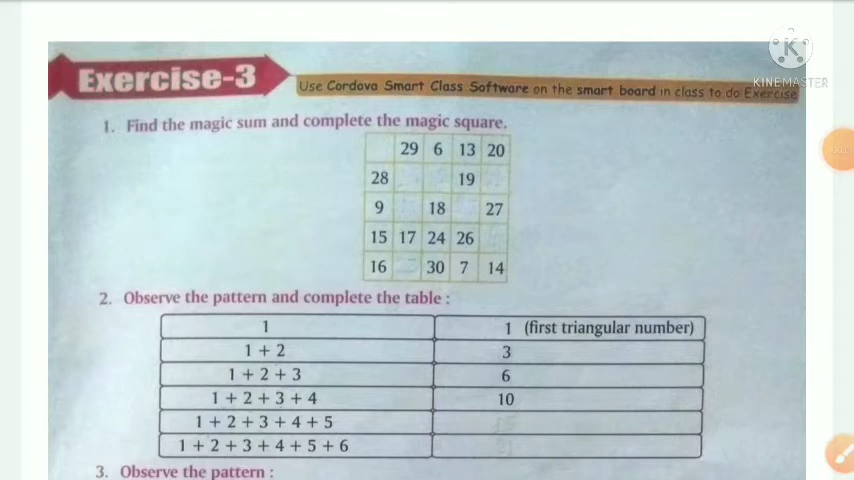 K
KINEMASTER
Exercise-3
Use Cordova Smart Class Software on the smart board in class to do Exercise
1. Find the magic sum and complete the magic square.
29 6 13 20
28 19
9 18 27
15 17 24 26
16 30 7 14
2. Observe the pattern and complete the table :
1 1 (first triangular number)
1 + 2 3
1 + 2 + 3 6
1 + 2 + 3 + 4 10
1 + 2 + 3 + 4 + 5
1 + 2 + 3 + 4 + 5 + 6
3. Observe the pattern :